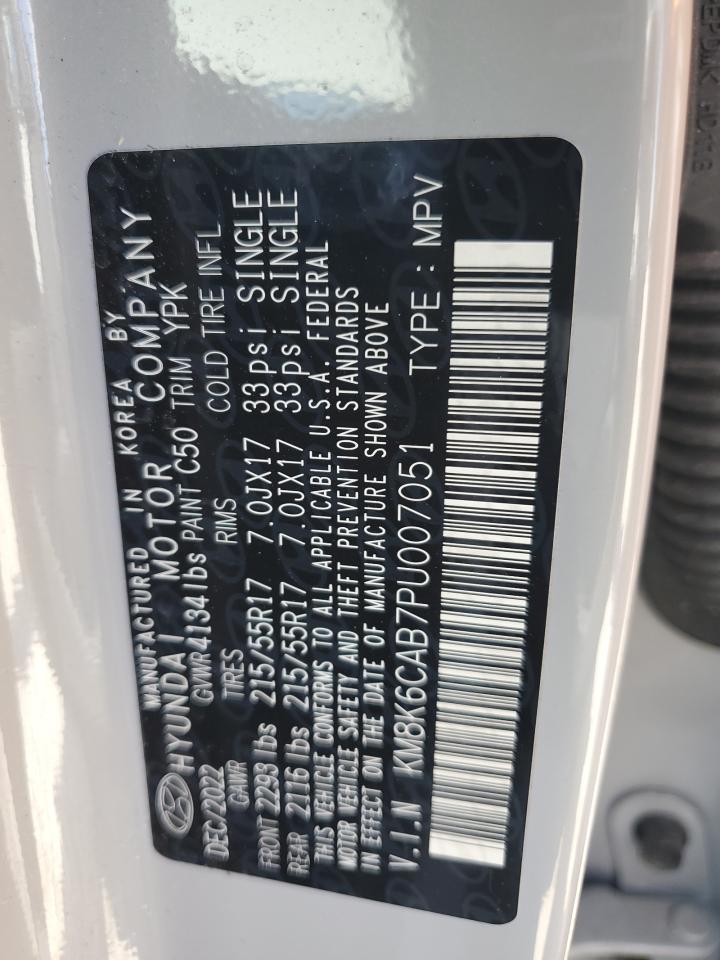 MANUFACTURED IN KOREA BY
HYUNDAI MOTOR COMPANY
DEC/2022 GVWR 4134 lbs PAINT C50 TRIM YPK
GAWR TIRES RIMS COLD TIRE INFL
FRONT 2293 lbs 215/55R17 7.0JX17 33psi SINGLE
REAR 2116 lbs 215/55R17 7.0JX17 33psi SINGLE
THIS VEHICLE CONFORMS TO ALL APPLICABLE U.S.A. FEDERAL
MOTOR VEHICLE SAFETY AND THEFT PREVENTION STANDARDS
IN EFFECT ON THE DATE OF MANUFACTURE SHOWN ABOVE
V.I.N KM8K6CAB7PU007051 TYPE : MPV